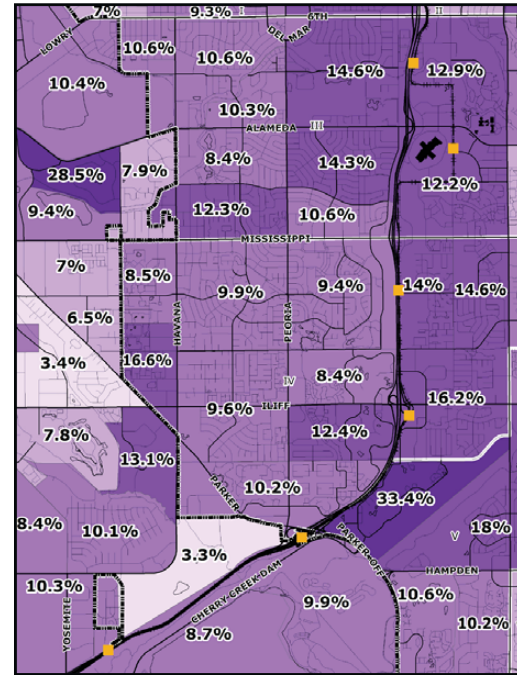 7% 9.3% I II
6TH
LOWRY
DEL MAR
10.6% 10.6%
10.4% 14.6% 12.9%
10.3%
ALAMEDA III
28.5% 7.9% 8.4% 14.3%
12.2%
9.4% 12.3% 10.6%
MISSISSIPPI
7% 8.5%
9.9% 9.4% 14% 14.6%
6.5%
HAVANA
PEORIA
3.4% 16.6% 8.4%
IV
16.2%
9.6% ILIFF
7.8% 12.4%
13.1%
10.2%
PARKER
33.4%
8.4% 10.1% 18%
PARKER-OFF
V
3.3%
HAMPDEN
10.3%
CHERRY CREEK DAM
9.9% 10.6%
YOSEMITE
8.7% 10.2%